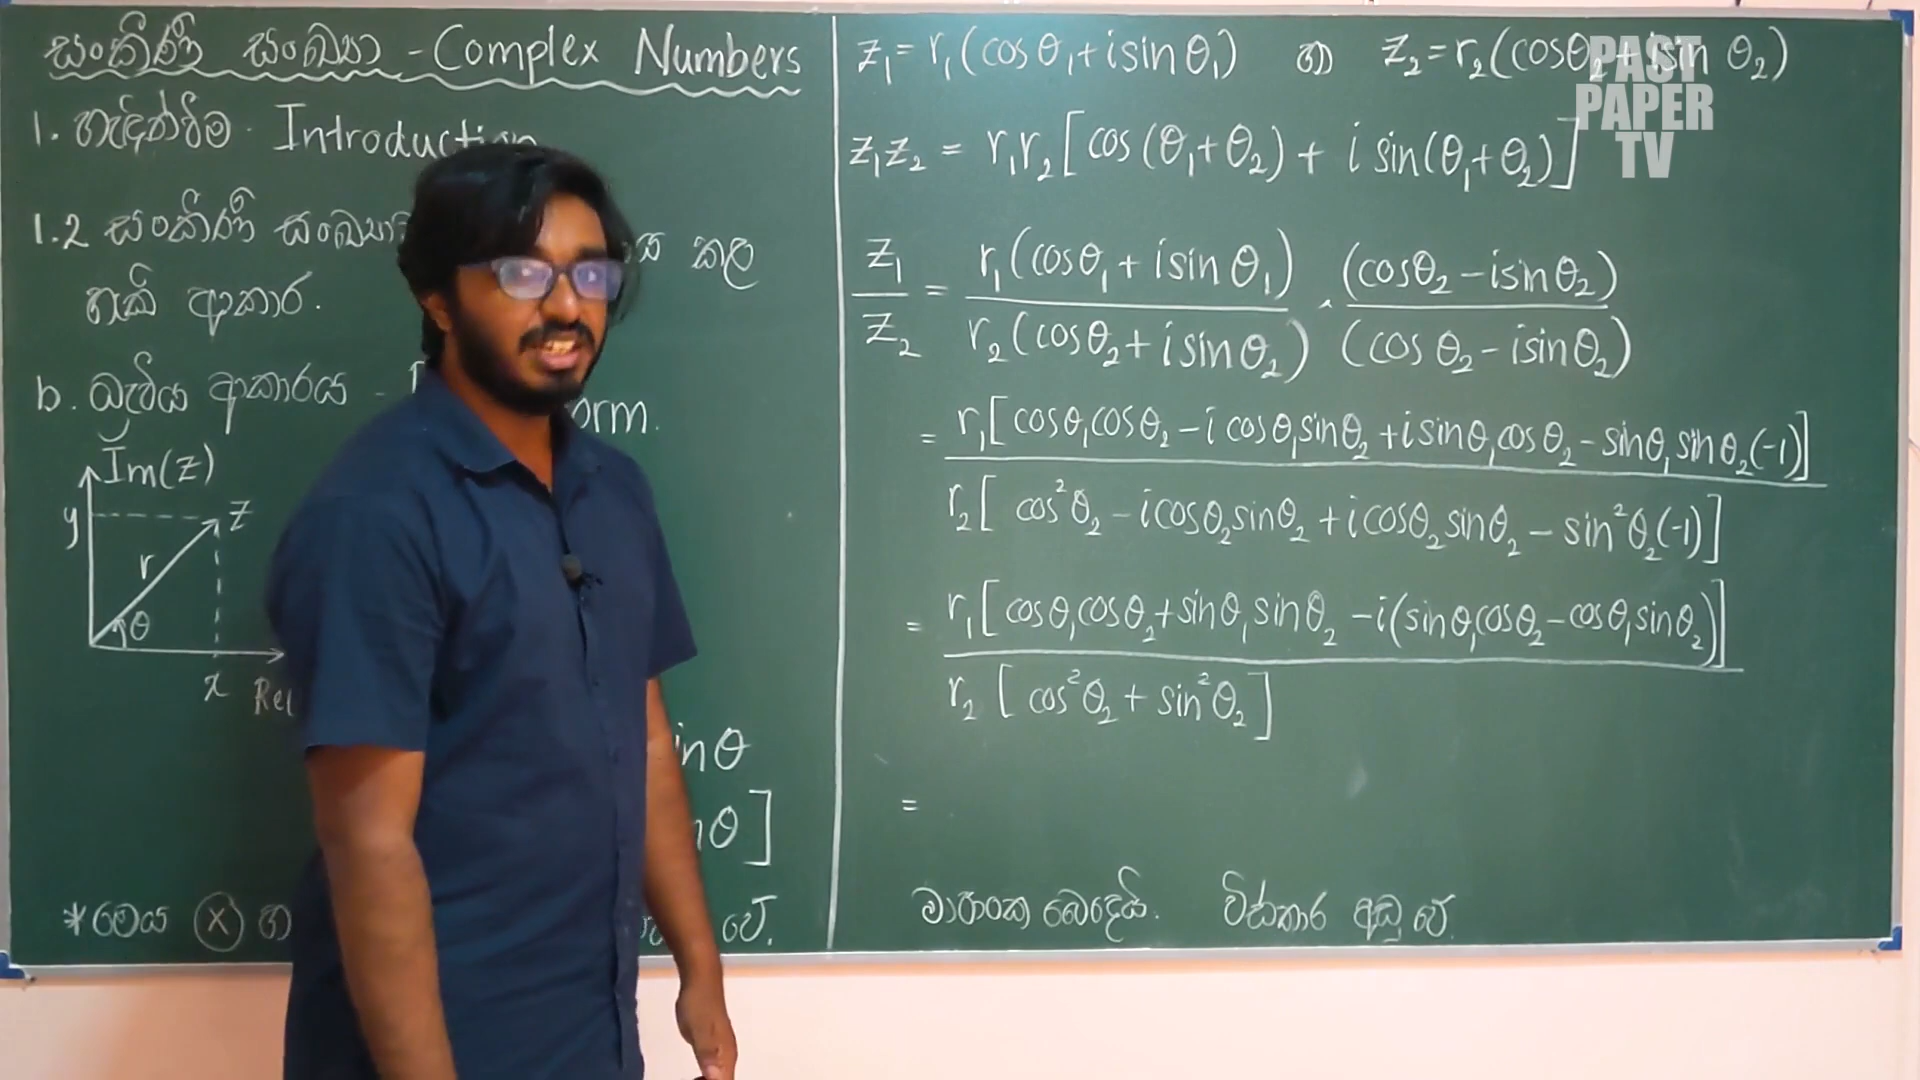 සංකීර්ණ සංඛ්‍යා - Complex Numbers
1. හැඳින්වීම. Introduction
1.2 සංකීර්ණ ය කල
හැකි ආකාර.
b. ධ්‍රැවීය ආකාරය - orm.
Im(z)
y
z
r
θ
x
Re
inθ
θ]
* මෙය (×) හ වේ.
z₁=r₁(cosθ₁+isinθ₁) හා z₂=r₂(cosθ₂+isin θ₂)
z₁z₂ = r₁r₂[cos(θ₁+θ₂) + i sin(θ₁+θ₂)]
z₁/z₂ = r₁(cosθ₁+isinθ₁)/r₂(cosθ₂+isinθ₂) . (cosθ₂-isinθ₂)/(cosθ₂-isinθ₂)
= r₁[cosθ₁cosθ₂-icosθ₁sinθ₂+isinθ₁cosθ₂-sinθ₁sinθ₂(-1)]
r₂[cos²θ₂-icosθ₂sinθ₂+icosθ₂sinθ₂-sin²θ₂(-1)]
= r₁[cosθ₁cosθ₂+sinθ₁sinθ₂-i(sinθ₁cosθ₂-cosθ₁sinθ₂)]
r₂[cos²θ₂+sin²θ₂]
=
මාපාංක බෙදෙයි. විස්තාර අඩු වේ.
PAST
PAPER
TV